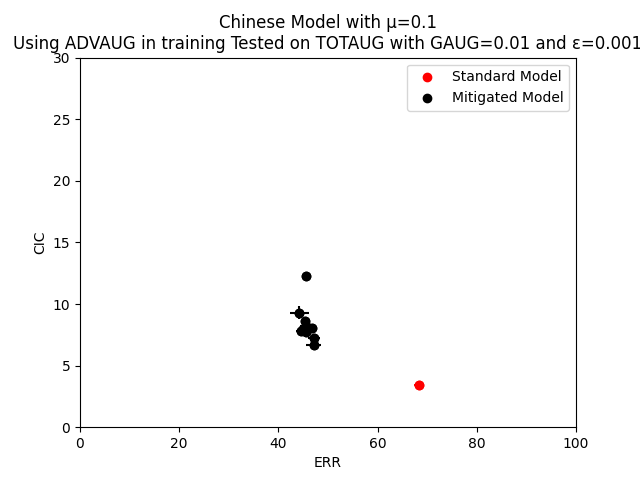 Chinese Model with μ=0.1
Using ADVAUG in training Tested on TOTAUG with GAUG=0.01 and ε=0.001
Standard Model
Mitigated Model
30
25
20
15
10
5
0
CIC
0 20 40 60 80 100
ERR